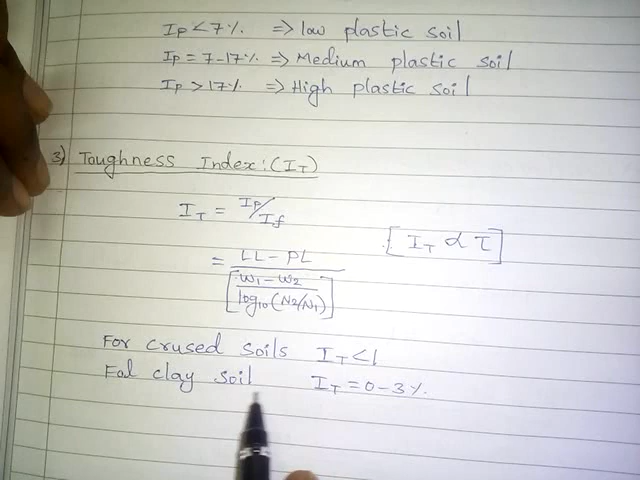 Ip < 7 % => low plastic soil
Ip = 7 - 17 % => Medium plastic soil
Ip > 17 % => High plastic soil
3) Toughness Index: (IT)
IT = Ip/If
[IT ∝ τ]
= LL - PL
[W1 - W2
log10 (N2/N1)]
For crused soils IT < 1
Fol clay soil IT = 0 - 3 %.